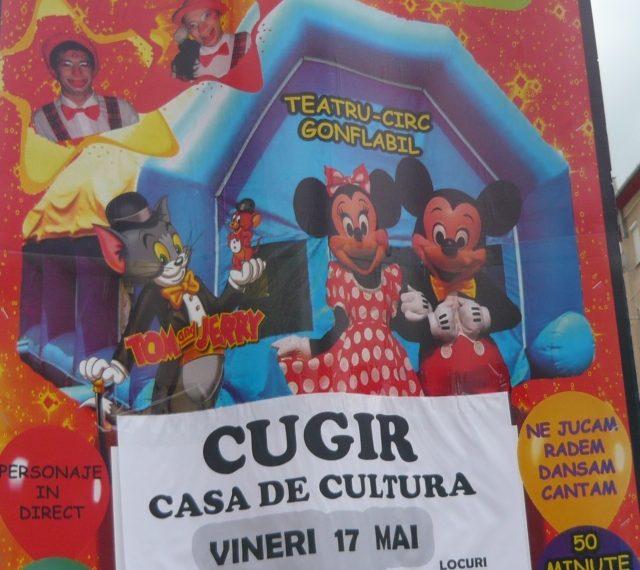 TEATRU-CIRC
GONFLABIL
TOM and JERRY
CUGIR
CASA DE CULTURA
VINERI 17 MAI
LOCURI
PERSONAJE
IN
DIRECT
NE JUCAM
RADEM
DANSAM
CANTAM
50
MINUTE